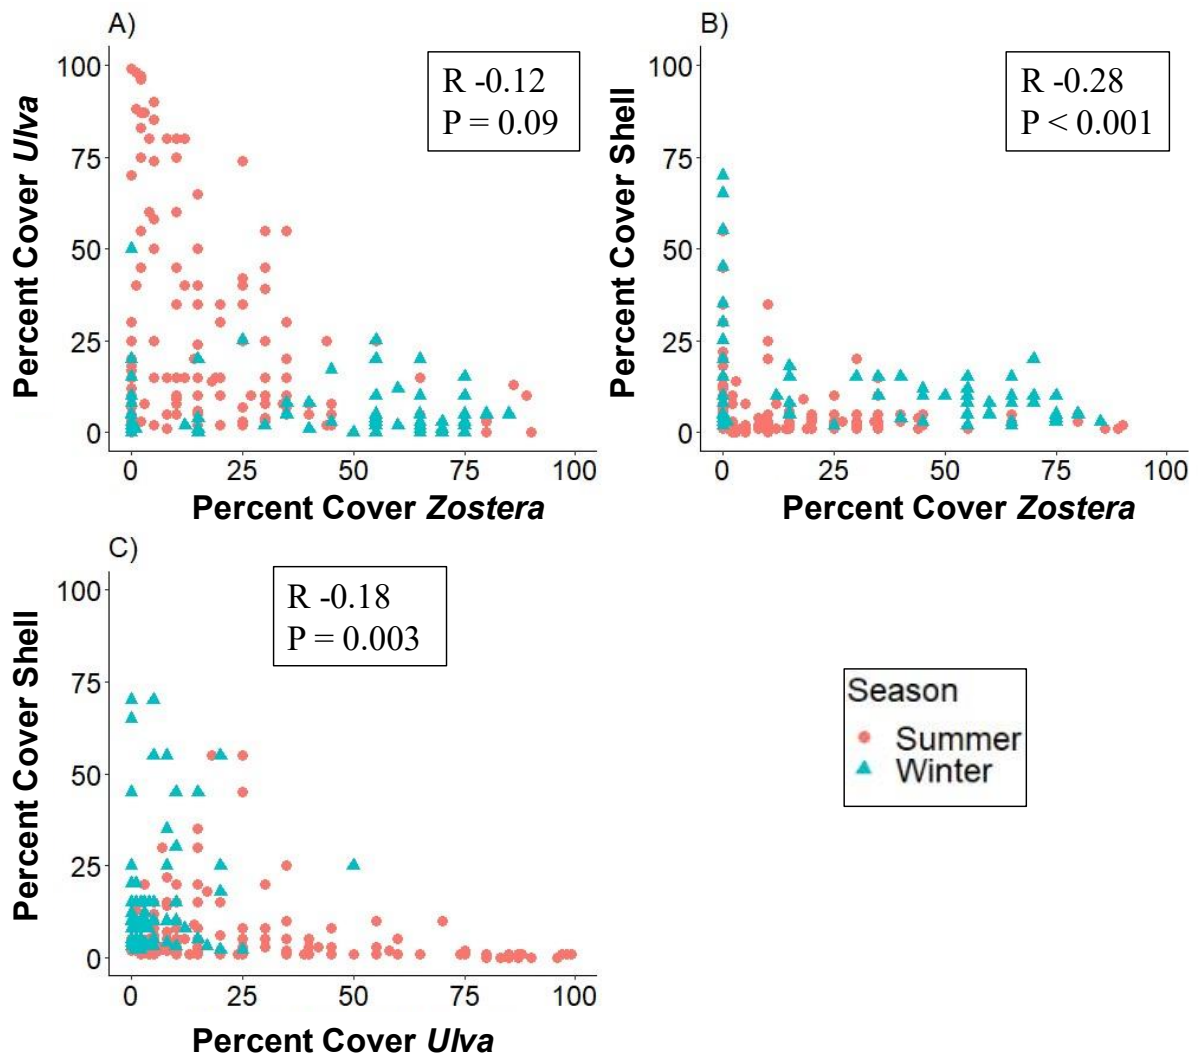 A)
R -0.12
P = 0.09
100
75
50
25
0
0 25 50 75 100
Percent Cover Ulva
Percent Cover Zostera
B)
R -0.28
P < 0.001
100
75
50
25
0
0 25 50 75 100
Percent Cover Shell
Percent Cover Zostera
C)
R -0.18
P = 0.003
100
75
50
25
0
0 25 50 75 100
Percent Cover Shell
Percent Cover Ulva
Season
Summer
Winter